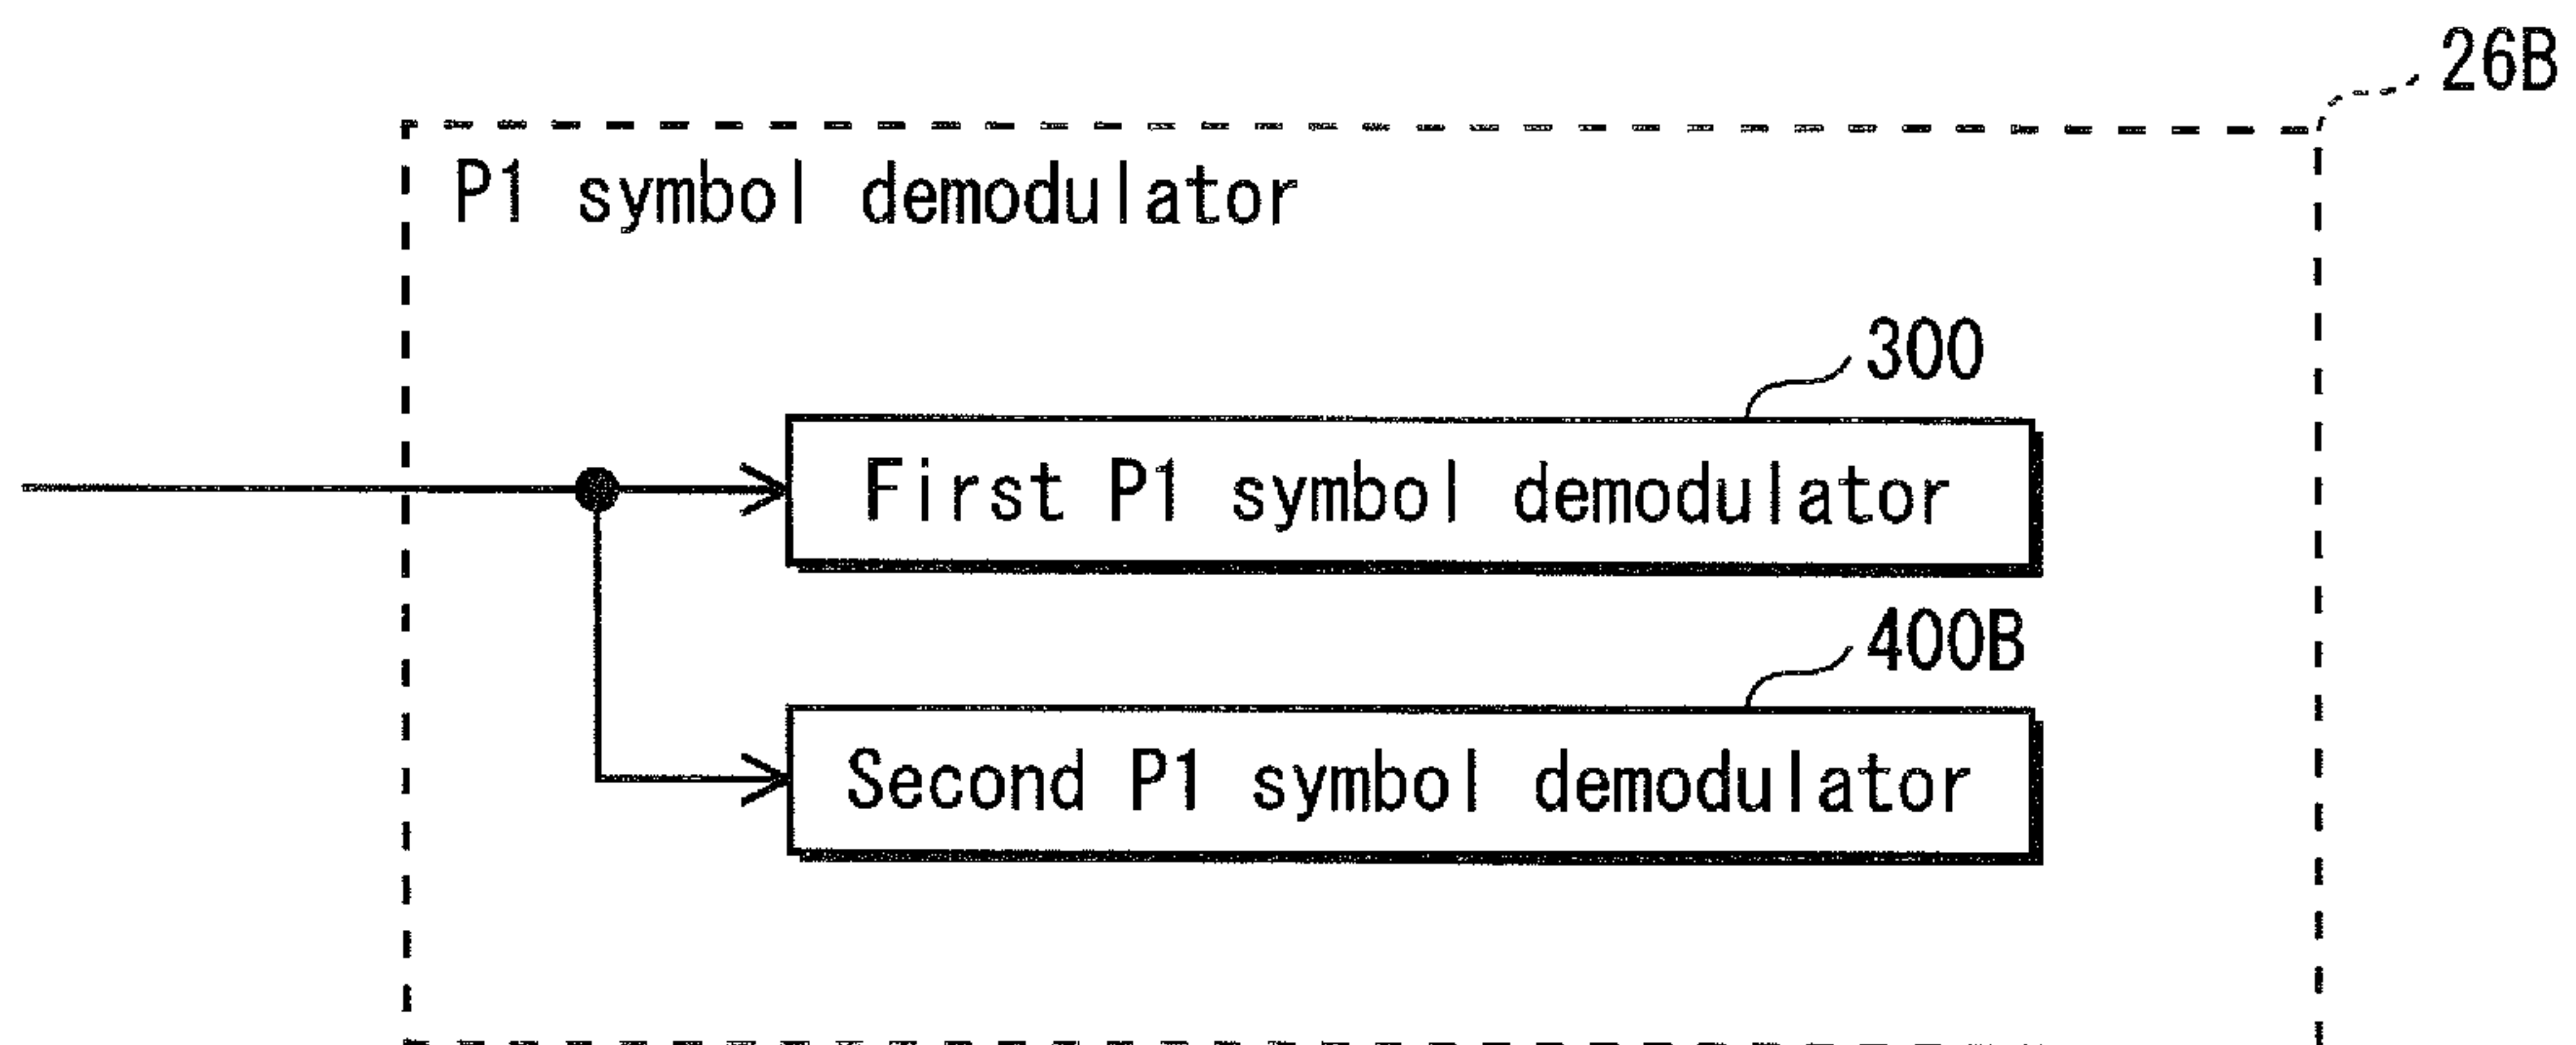 26B
P1 symbol demodulator
300
First P1 symbol demodulator
400B
Second P1 symbol demodulator